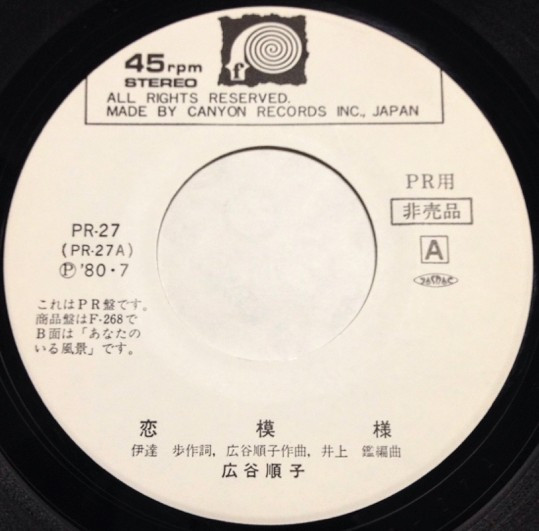 f
45rpm
STEREO
ALL RIGHTS RESERVED.
MADE BY CANYON RECORDS INC., JAPAN
PR用
非売品
A
PR-27
(PR-27A)
Ⓟ'80・7
これはPR盤です。
商品盤はF-268で
B面は「あなたの
いる風景」です。
恋模様
伊達 歩作詞, 広谷順子作曲, 井上 鑑編曲
広谷順子